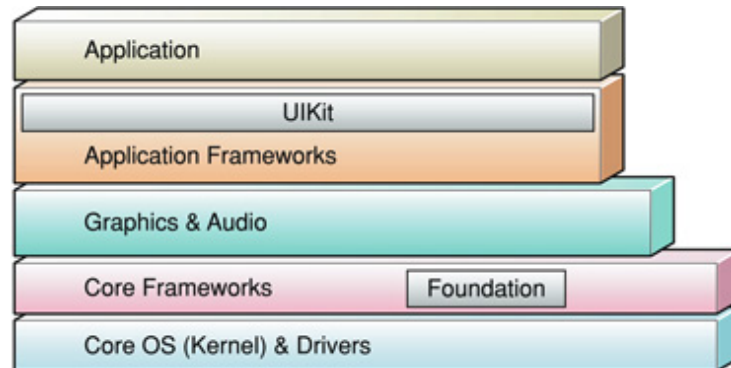 Application
UIKit
Application Frameworks
Graphics & Audio
Core Frameworks
Foundation
Core OS (Kernel) & Drivers